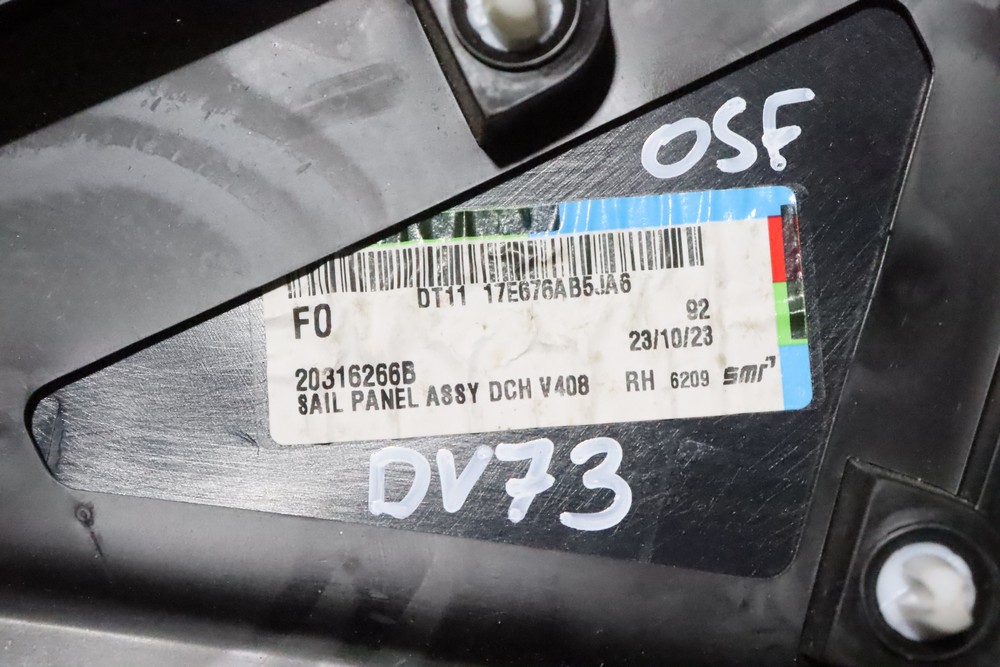 OSF
DT11 17E676AB5JA6
F0
92
23/10/23
20316266B
SAIL PANEL ASSY DCH V408 RH 6209 smr
DV73